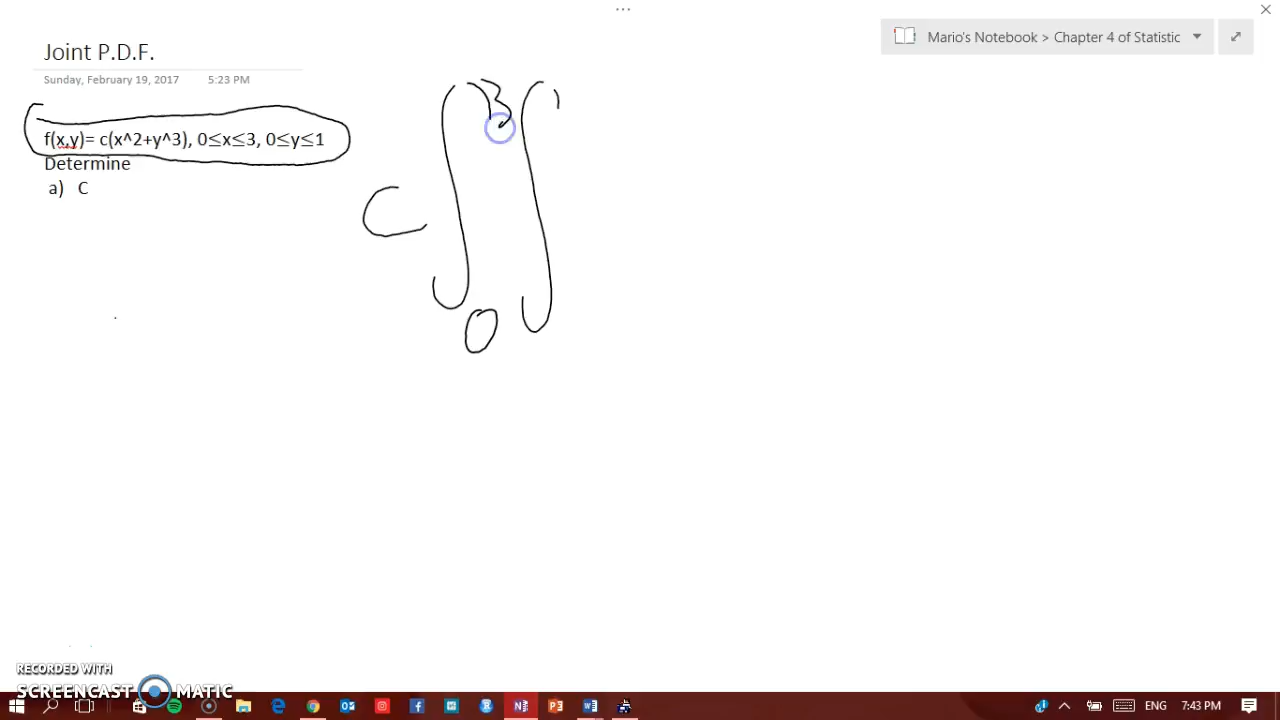 Mario's Notebook > Chapter 4 of Statistic
Joint P.D.F.
Sunday, February 19, 2017 5:23 PM
f(x,y)= c(x^2+y^3), 0≤x≤3, 0≤y≤1
Determine
a) C
3
C
0
RECORDED WITH
SCREENCAST MATIC
ENG 7:43 PM